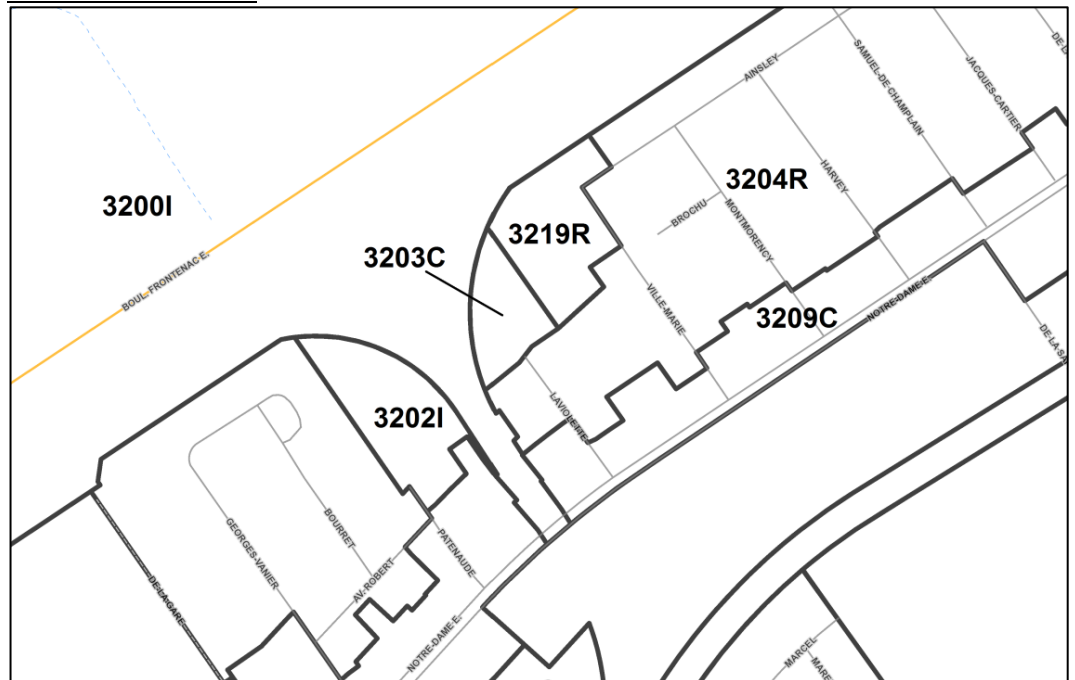 AINSLEY
SAMUEL-DE-CHAMPLAIN
JACQUES-CARTIER
3200I
BOUL. FRONTENAC E.
3204R
HARVEY
BROCHU
MONTMORENCY
3219R
3203C
VILLE-MARIE
3209C
NOTRE-DAME E.
LAVIOLETTE
3202I
GEORGES-VANIER
BOURRET
PATENAUDE
AV. ROBERT
DE-LA-GARE
NOTRE-DAME E.
MARCEL